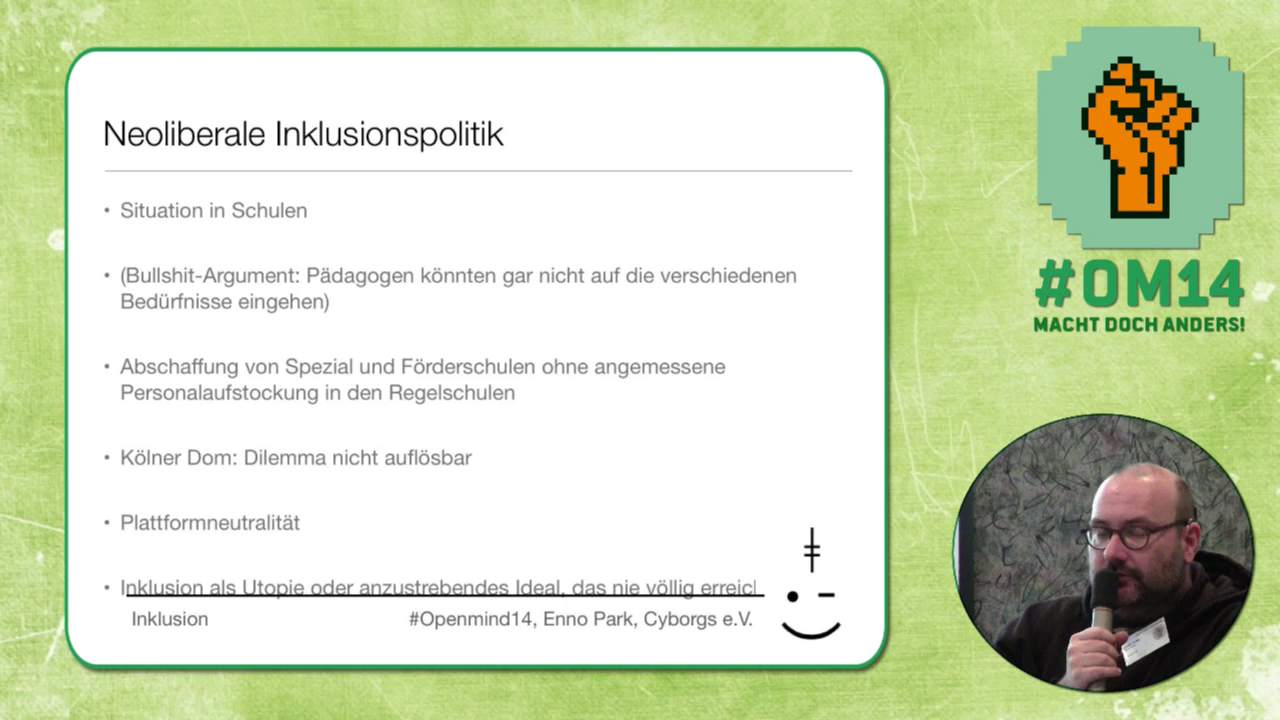 Neoliberale Inklusionspolitik
• Situation in Schulen
• (Bullshit-Argument: Pädagogen könnten gar nicht auf die verschiedenen
Bedürfnisse eingehen)
• Abschaffung von Spezial und Förderschulen ohne angemessene
Personalaufstockung in den Regelschulen
• Kölner Dom: Dilemma nicht auflösbar
• Plattformneutralität
• Inklusion als Utopie oder anzustrebendes Ideal, das nie völlig
Inklusion
#Openmind14, Enno Park, Cyborgs e.V.
#OM14
MACHT DOCH ANDERS!